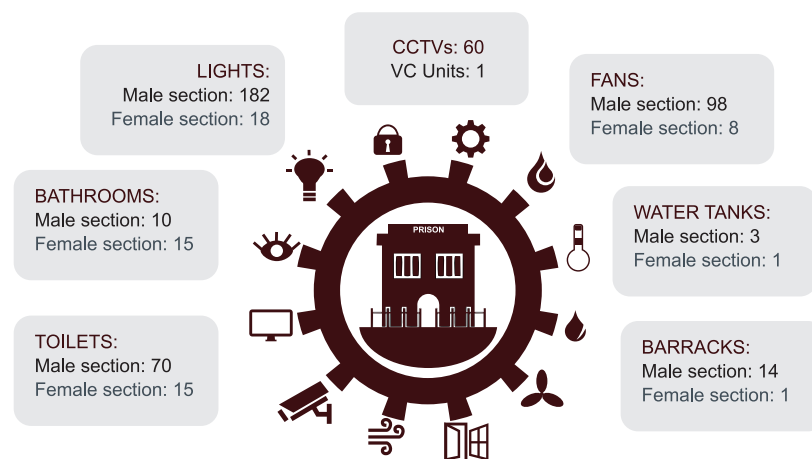 CCTVs: 60
VC Units: 1
LIGHTS:
Male section: 182
Female section: 18
FANS:
Male section: 98
Female section: 8
BATHROOMS:
Male section: 10
Female section: 15
WATER TANKS:
Male section: 3
Female section: 1
PRISON
TOILETS:
Male section: 70
Female section: 15
BARRACKS:
Male section: 14
Female section: 1